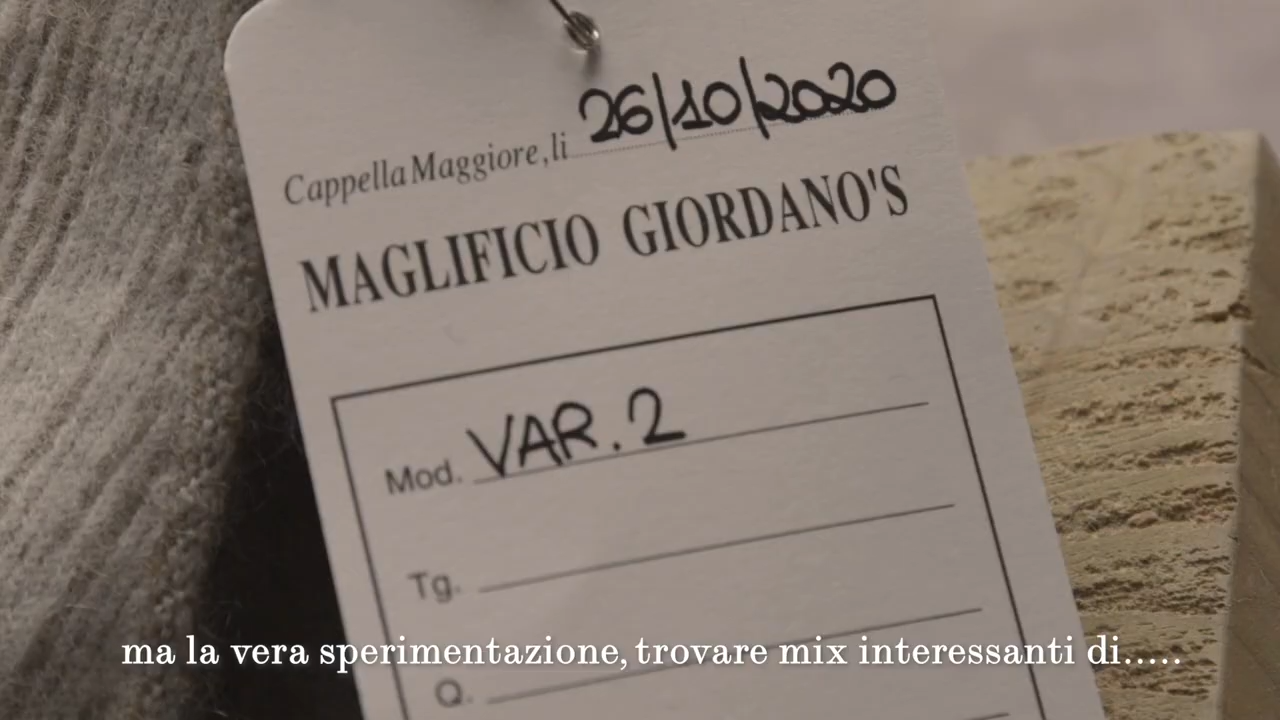 Cappella Maggiore, li 26/10/2020
MAGLIFICIO GIORDANO'S
Mod. VAR. 2
Tg.
Q.
ma la vera sperimentazione, trovare mix interessanti di.....